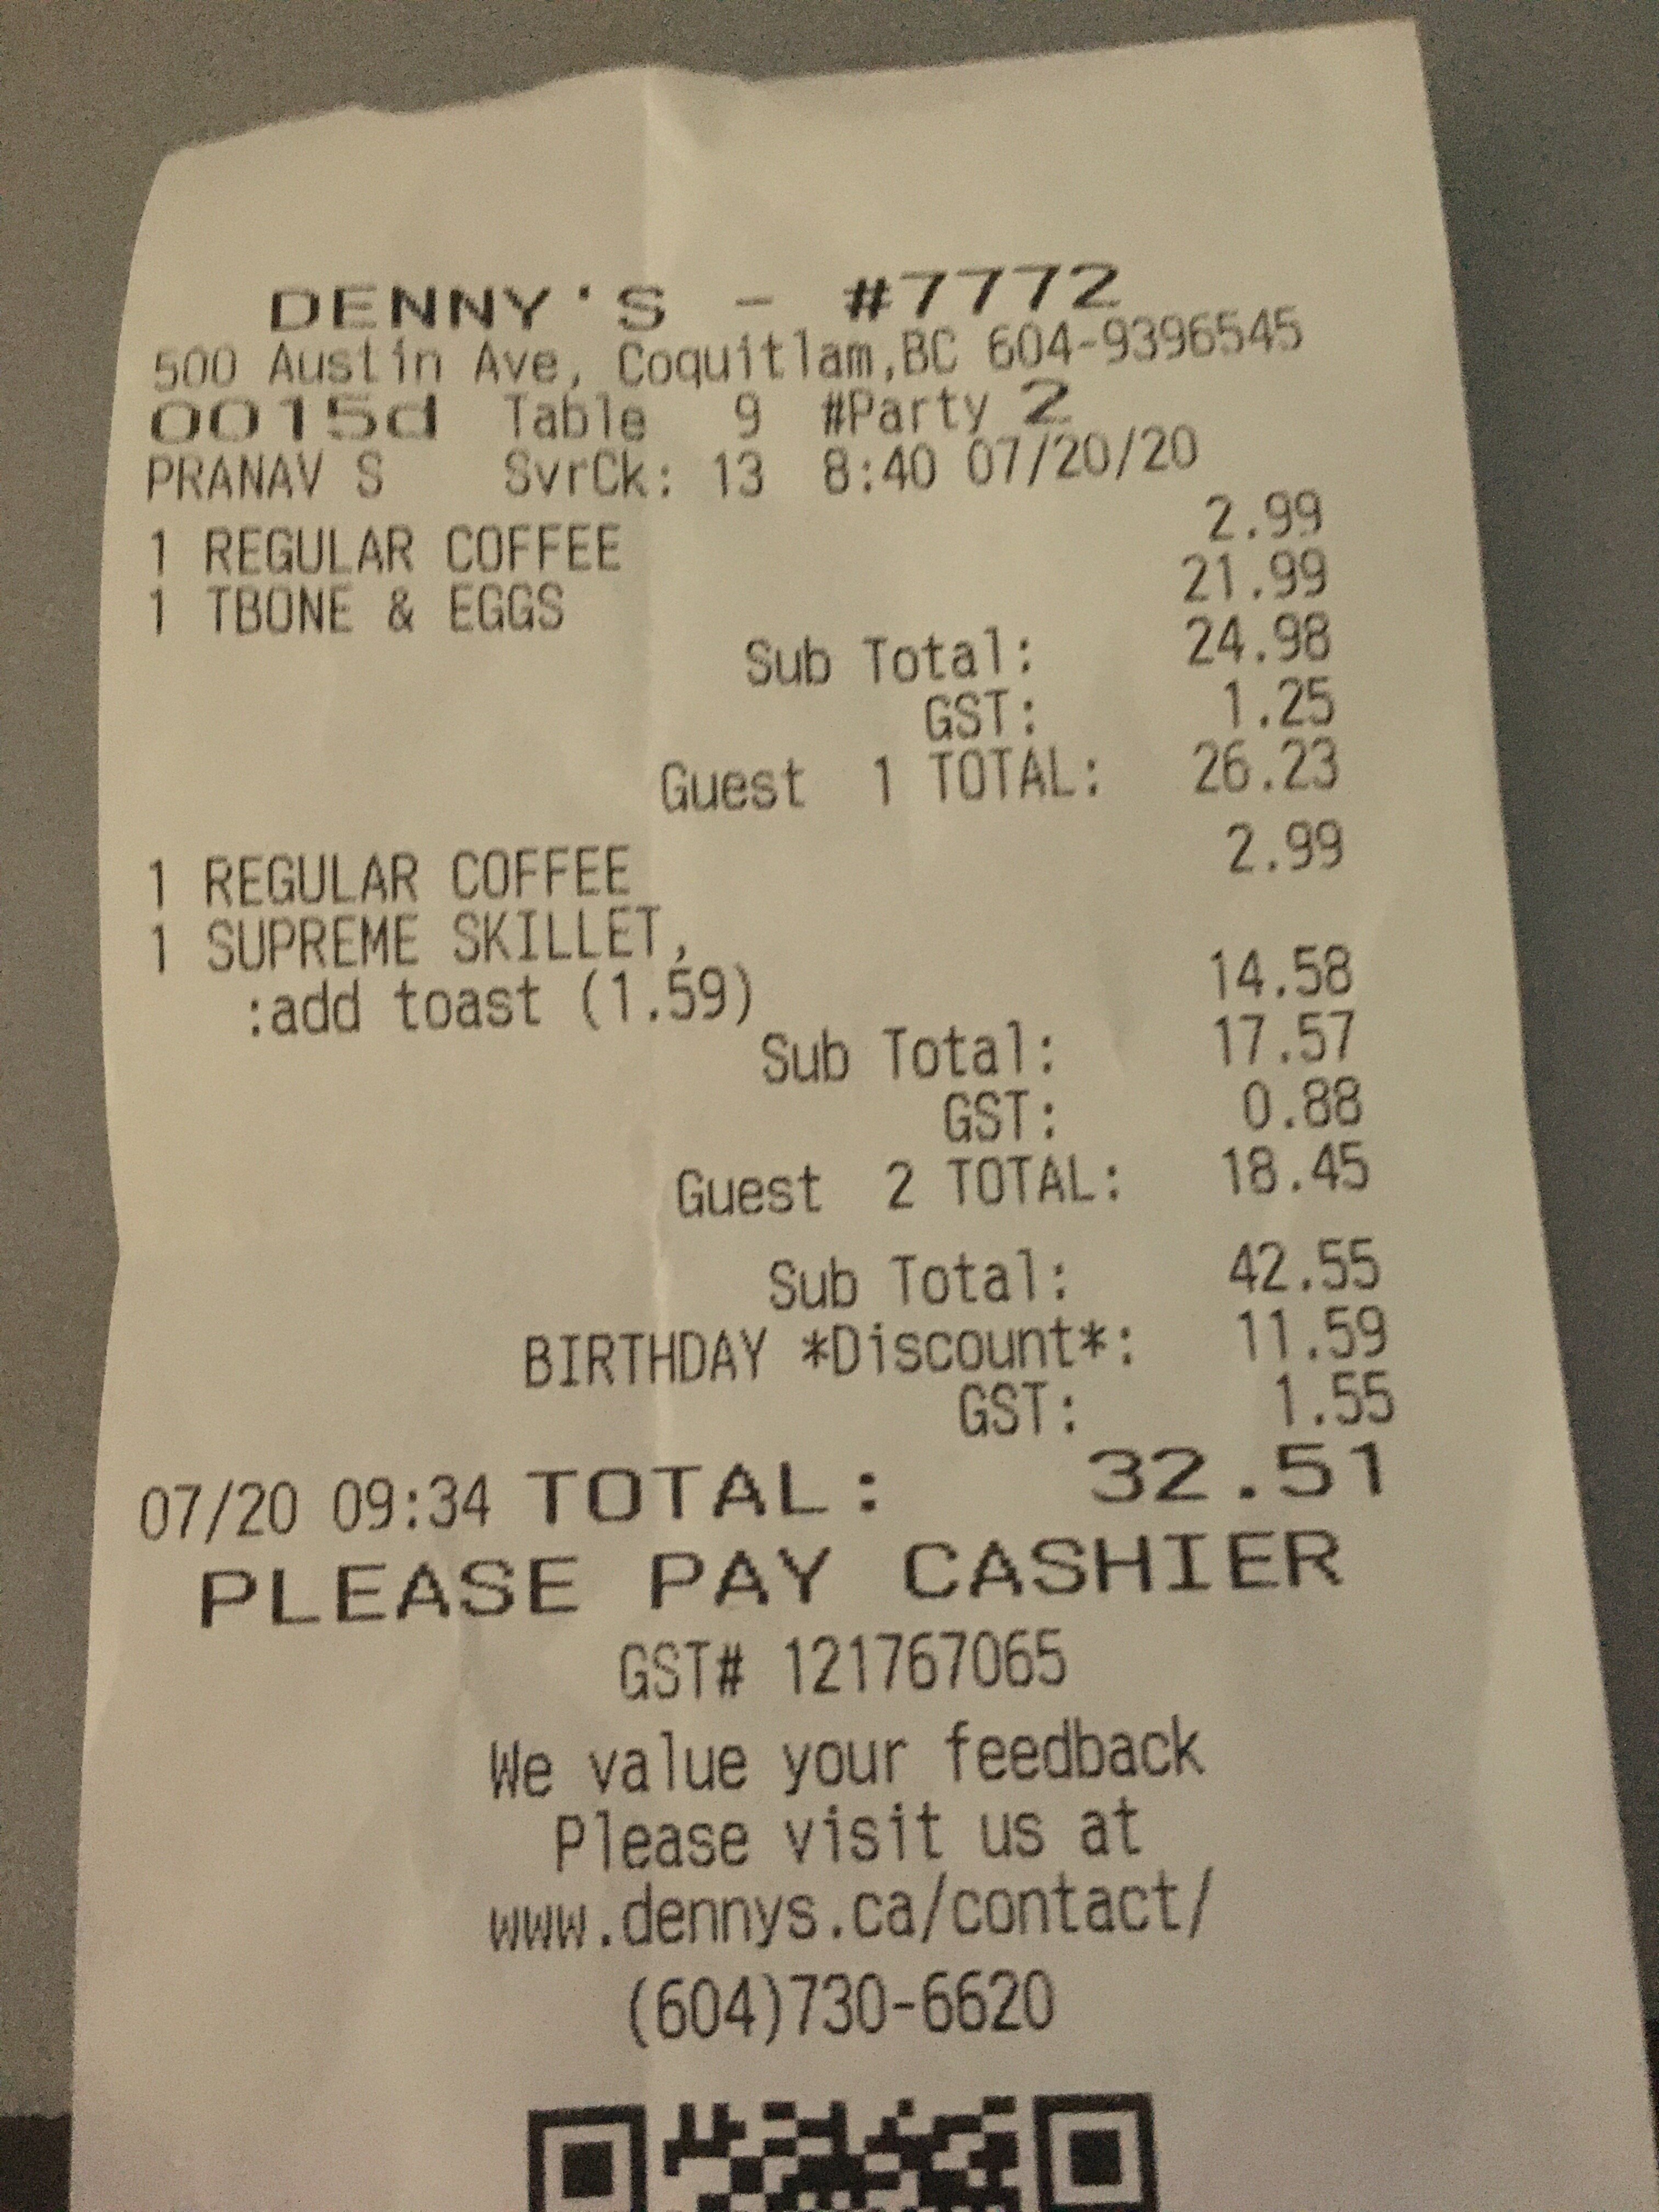 DENNY'S - #7772
500 Austin Ave, Coquitlam,BC 604-9396545
0015d Table 9 #Party 2
PRANAV S SvrCk: 13 8:40 07/20/20
1 REGULAR COFFEE 2.99
1 TBONE & EGGS 21.99
Sub Total: 24.98
GST: 1.25
Guest 1 TOTAL: 26.23
1 REGULAR COFFEE 2.99
1 SUPREME SKILLET,
:add toast (1.59) 14.58
Sub Total: 17.57
GST: 0.88
Guest 2 TOTAL: 18.45
Sub Total: 42.55
BIRTHDAY *Discount*: 11.59
GST: 1.55
07/20 09:34 TOTAL: 32.51
PLEASE PAY CASHIER
GST# 121767065
We value your feedback
Please visit us at
www.dennys.ca/contact/
(604)730-6620